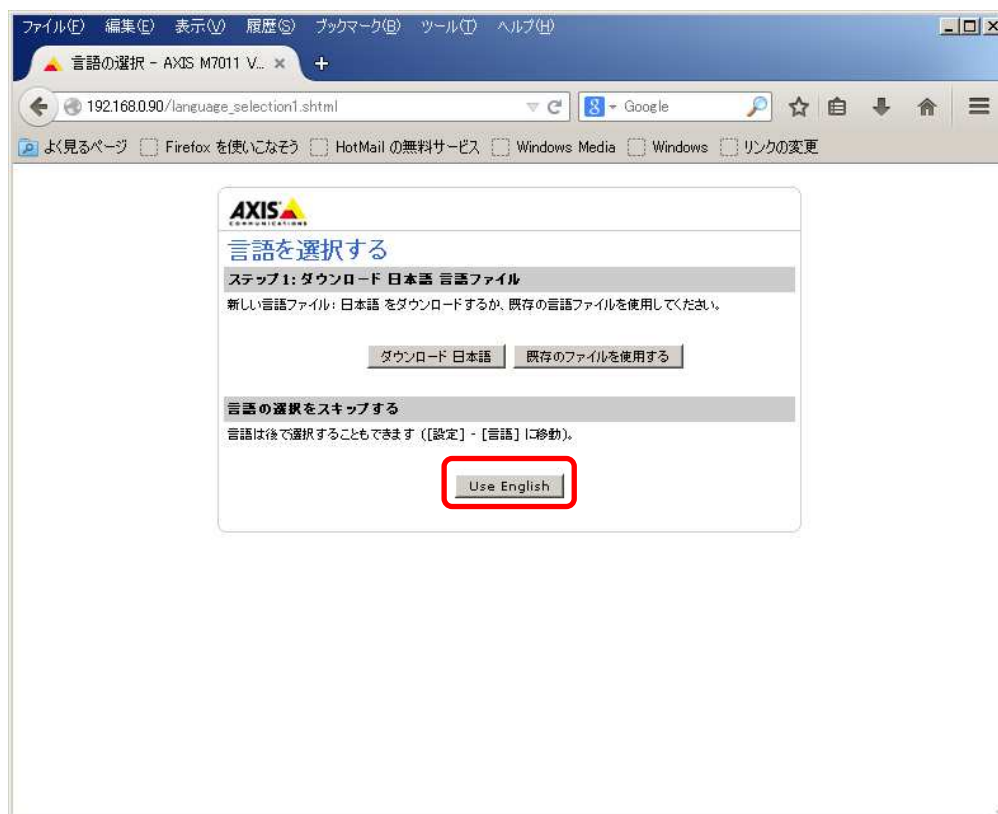 ファイル(F) 編集(E) 表示(V) 履歴(S) ブックマーク(B) ツール(T) ヘルプ(H)
言語の選択 - AXIS M7011 V...
192.168.0.90/language_selection1.shtml Google
よく見るページ Firefox を使いこなそう HotMail の無料サービス Windows Media Windows リンクの変更
AXIS
COMMUNICATIONS
言語を選択する
ステップ1: ダウンロード 日本語 言語ファイル
新しい言語ファイル: 日本語 をダウンロードするか、既存の言語ファイルを使用してください。
ダウンロード 日本語 既存のファイルを使用する
言語の選択をスキップする
言語は後で選択することもできます ([設定] - [言語] に移動)。
Use English